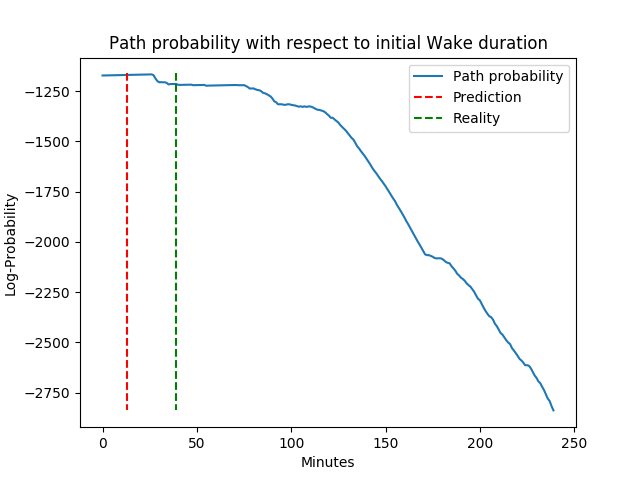 Path probability with respect to initial Wake duration
Path probability
Prediction
Reality
Log-Probability
−1250
−1500
−1750
−2000
−2250
−2500
−2750
0 50 100 150 200 250
Minutes